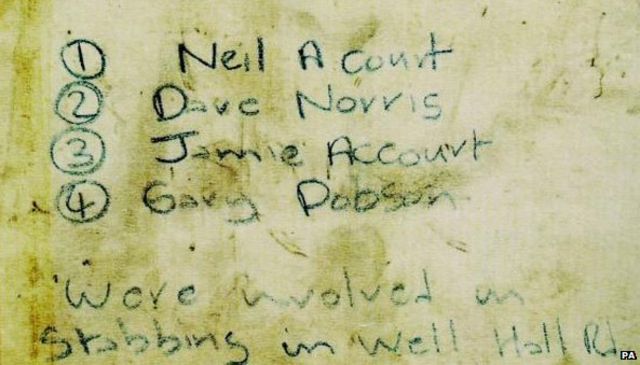 ① Neil A court
② Dave Norris
③ Jamie Accourt
④ Gary Dobson
Were involved in
Stabbing in Well Hall Rd
PA